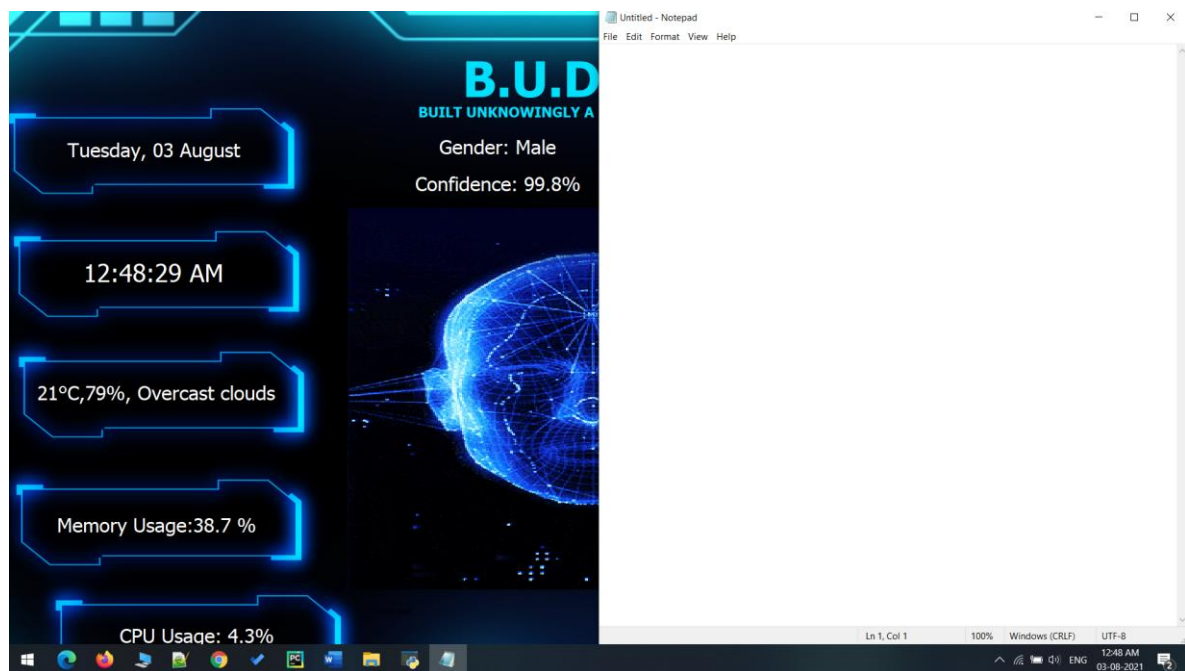 B.U.D
BUILT UNKNOWINGLY A
Gender: Male
Confidence: 99.8%
Tuesday, 03 August
12:48:29 AM
21°C,79%, Overcast clouds
Memory Usage:38.7 %
CPU Usage: 4.3%
Untitled - Notepad
File Edit Format View Help
Ln 1, Col 1 100% Windows (CRLF) UTF-8
PC W ENG 12:48 AM
03-08-2021 2